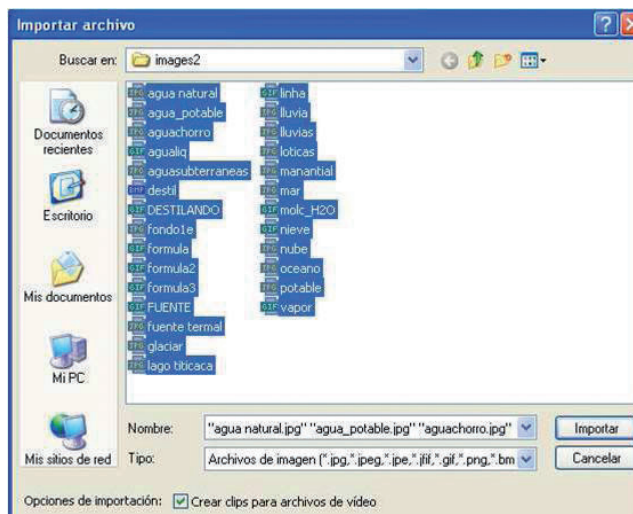 Importar archivo
Buscar en: images2
Documentos
recientes
Escritorio
Mis documentos
Mi PC
Mis sitios de red
agua natural
agua_potable
aguachorro
agualiq
aguasubterraneas
destil
DESTILANDO
fondo1e
formula
formula2
formula3
FUENTE
fuente termal
glaciar
lago titicaca
linha
lluvia
lluvias
loticas
manantial
mar
molc_H2O
nieve
nube
oceano
potable
vapor
Nombre: "agua natural.jpg" "agua_potable.jpg" "aguachorro.jpg" Importar
Tipo: Archivos de imagen (*.jpg,*.jpeg,*.jpe,*.jfif,*.gif,*.png,*.bm Cancelar
Opciones de importación: Crear clips para archivos de vídeo